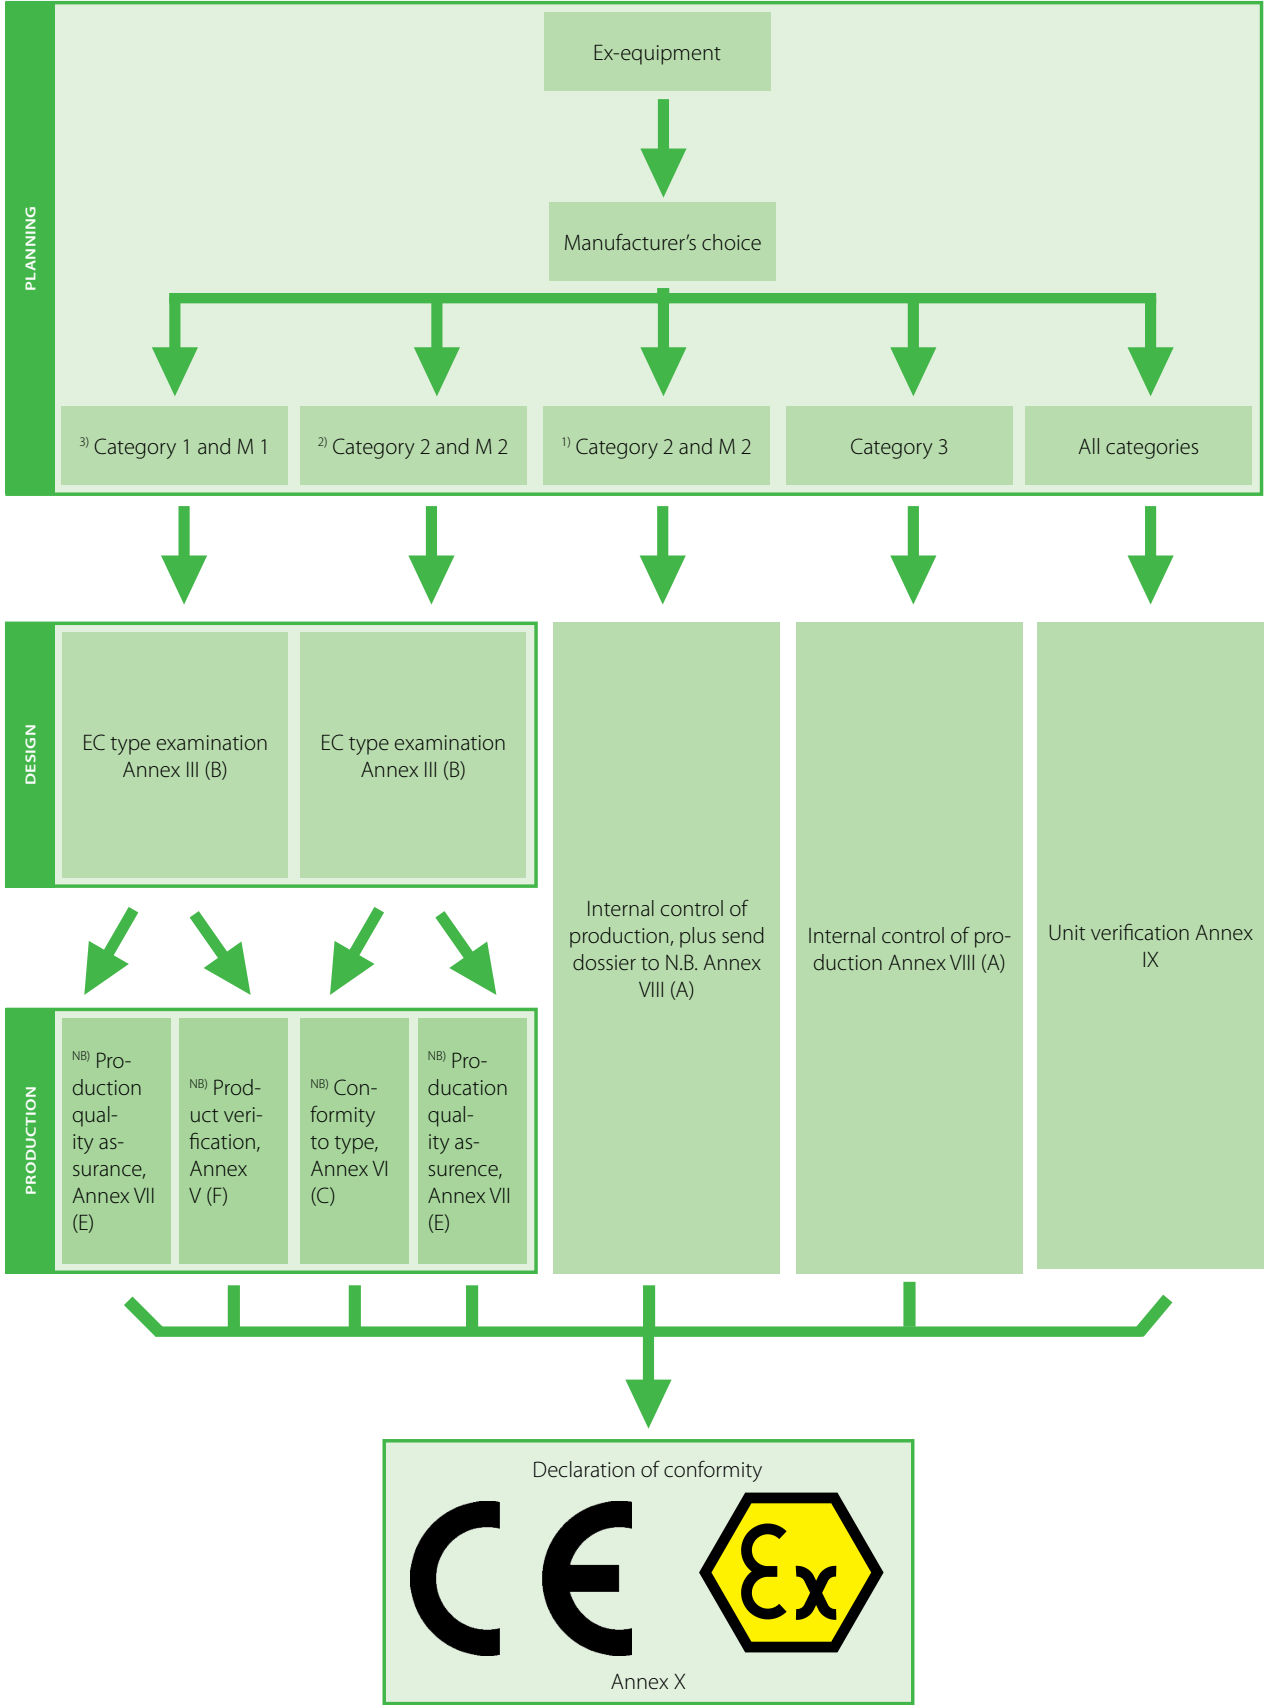 PLANNING
Ex-equipment
Manufacturer’s choice
3) Category 1 and M 1
2) Category 2 and M 2
1) Category 2 and M 2
Category 3
All categories
DESIGN
EC type examination
Annex III (B)
EC type examination
Annex III (B)
Internal control of
production, plus send
dossier to N.B. Annex
VIII (A)
Internal control of pro-
duction Annex VIII (A)
Unit verification Annex
IX
PRODUCTION
NB) Pro-
duction
qual-
ity as-
surance,
Annex VII
(E)
NB) Prod-
uct veri-
fication,
Annex
V (F)
NB) Con-
formity
to type,
Annex VI
(C)
NB) Pro-
ducation
qual-
ity as-
surence,
Annex VII
(E)
Declaration of conformity
CE
Ex
Annex X